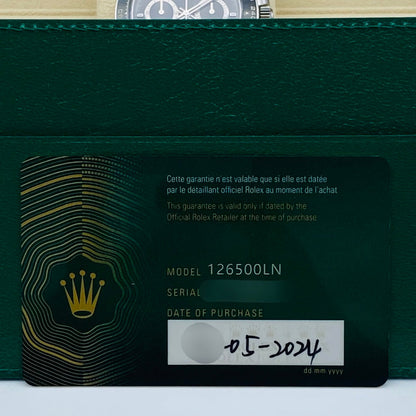 Cette garantie n'est valable que si elle est datée
par le détaillant officiel Rolex au moment de l'achat
This guarantee is valid only if dated by the
Official Rolex Retailer at the time of purchase
MODEL 126500LN
SERIAL
DATE OF PURCHASE
-05-2024
dd mm yyyy